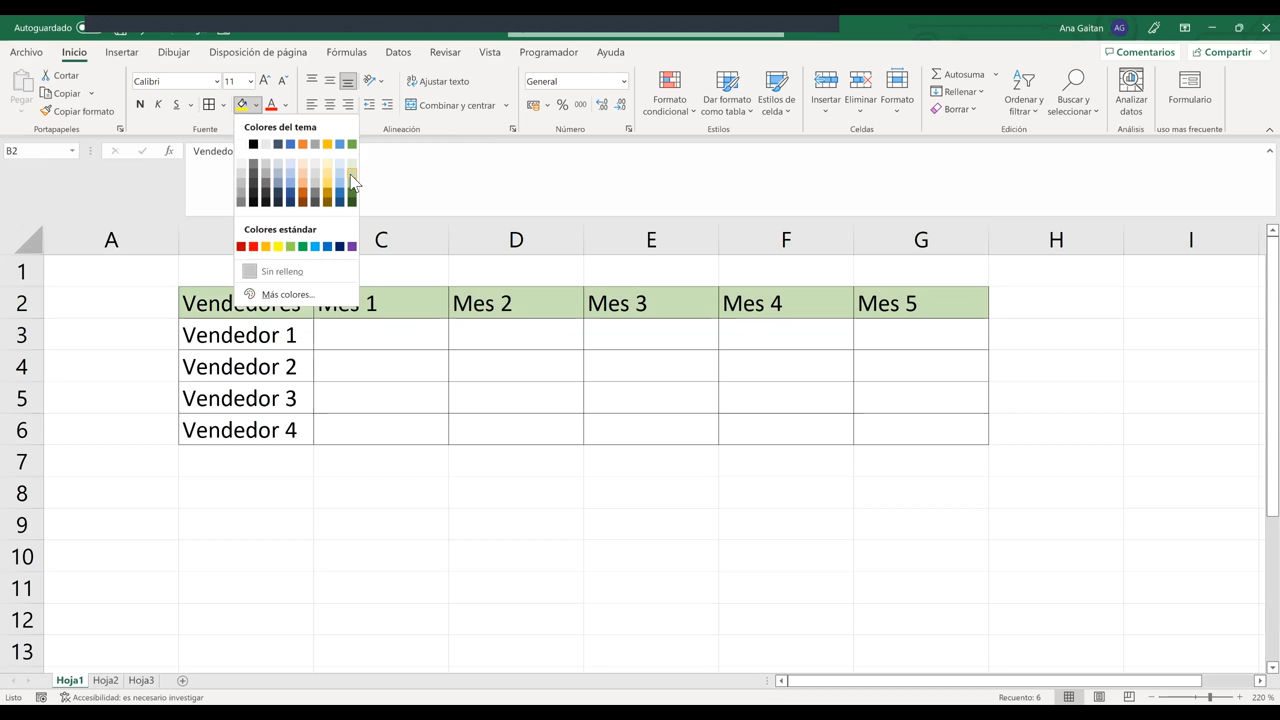 Autoguardado
Ana Gaitan AG
Archivo Inicio Insertar Dibujar Disposición de página Fórmulas Datos Revisar Vista Programador Ayuda Comentarios Compartir
Pegar
Cortar
Copiar
Copiar formato
Portapapeles
Calibri 11
N K S
Fuente
Ajustar texto
Combinar y centrar
Alineación
General
% 000
Número
Formato condicional
Dar formato como tabla
Estilos de celda
Estilos
Insertar Eliminar Formato
Celdas
Autosuma
Rellenar
Borrar
Ordenar y filtrar
Buscar y seleccionar
Edición
Analizar datos
Análisis
Formulario
uso mas frecuente
Colores del tema
Colores estándar
Sin relleno
Más colores...
B2 fx Vendedo
A C D E F G H I
1
2 Vendedores Mes 1 Mes 2 Mes 3 Mes 4 Mes 5
3 Vendedor 1
4 Vendedor 2
5 Vendedor 3
6 Vendedor 4
7
8
9
10
11
12
13
Hoja1 Hoja2 Hoja3
Listo Accesibilidad: es necesario investigar Recuento: 6 220 %